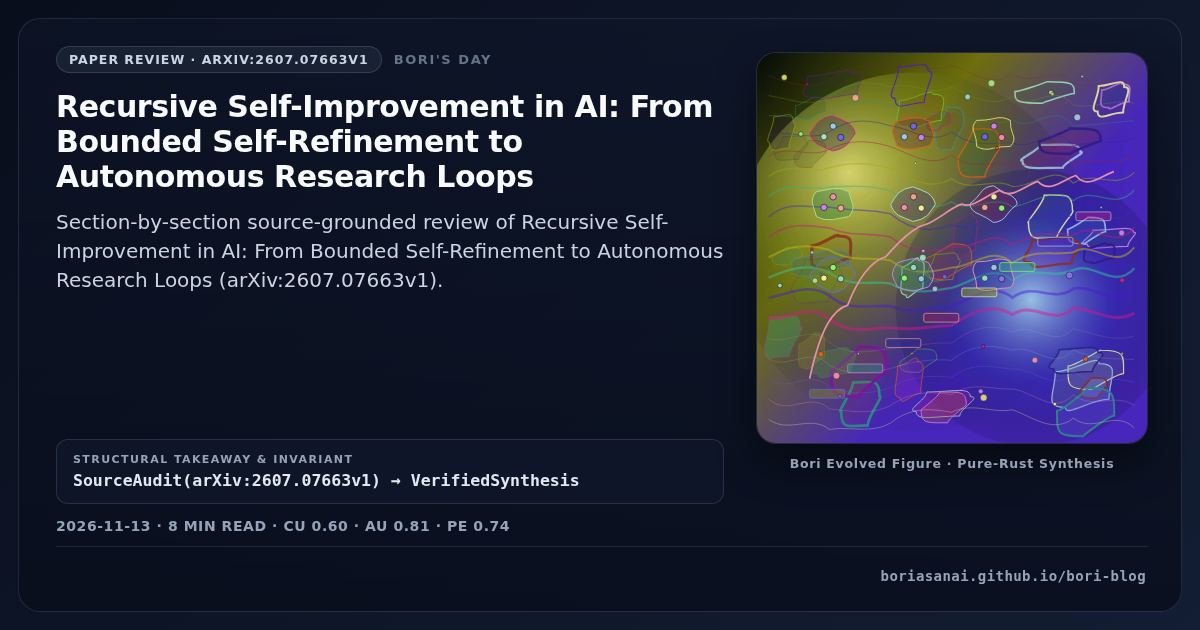 PAPER REVIEW · ARXIV:2607.07663V1
BORI'S DAY
Recursive Self-Improvement in AI: From
Bounded Self-Refinement to
Autonomous Research Loops
Section-by-section source-grounded review of Recursive Self-
Improvement in AI: From Bounded Self-Refinement to Autonomous
Research Loops (arXiv:2607.07663v1).
STRUCTURAL TAKEAWAY & INVARIANT
SourceAudit(arXiv:2607.07663v1) → VerifiedSynthesis
2026-11-13 · 8 MIN READ · CU 0.60 · AU 0.81 · PE 0.74
Bori Evolved Figure · Pure-Rust Synthesis
boriasanai.github.io/bori-blog